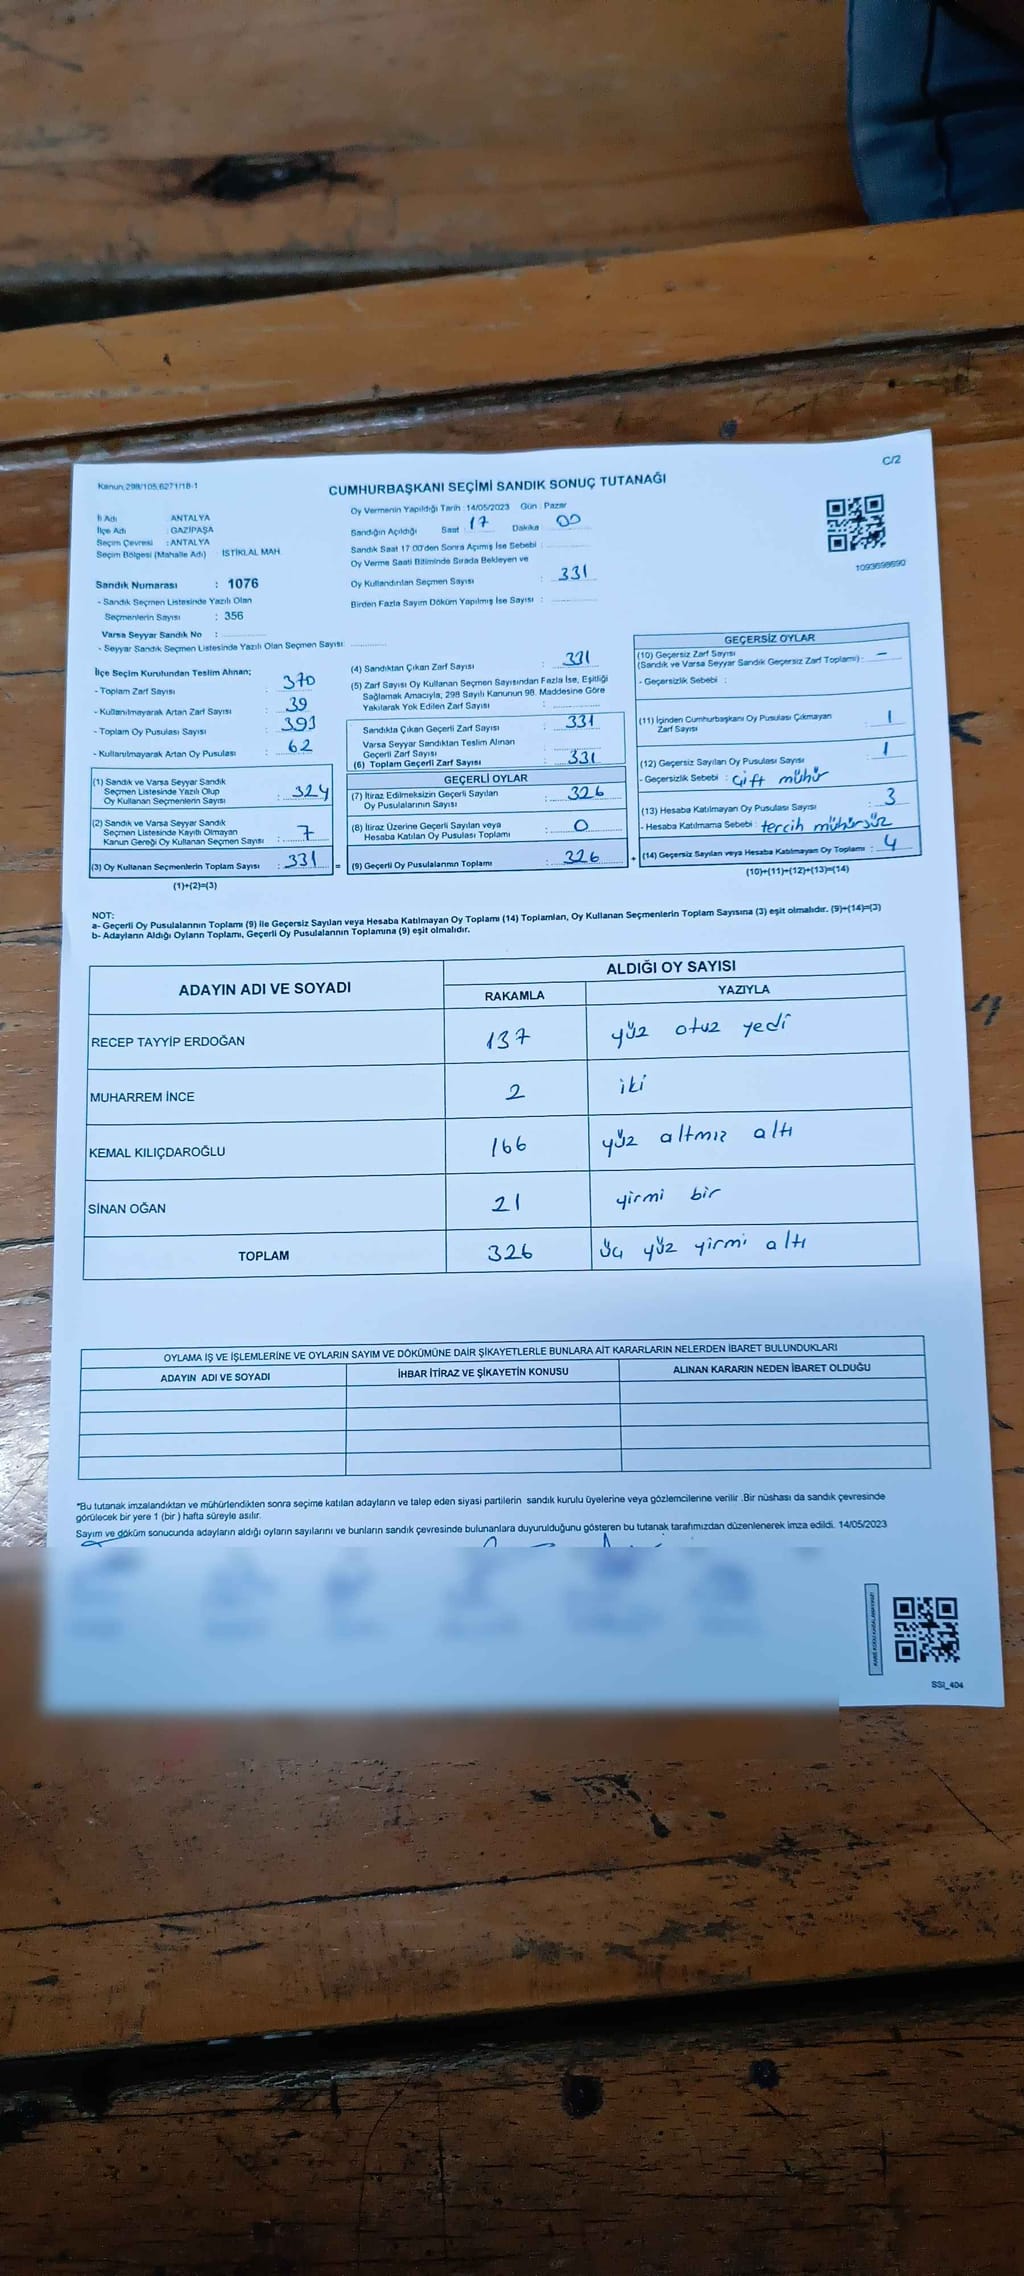 C/2
Kanun:298/105;6271/18-1
CUMHURBAŞKANI SEÇİMİ SANDIK SONUÇ TUTANAĞI
İl Adı ANTALYA
İlçe Adı : GAZİPAŞA
Seçim Çevresi : ANTALYA
Seçim Bölgesi (Mahalle Adı) : İSTİKLAL MAH.
Sandık Numarası : 1076
- Sandık Seçmen Listesinde Yazılı Olan
Seçmenlerin Sayısı : 356
Varsa Seyyar Sandık No :
- Seyyar Sandık Seçmen Listesinde Yazılı Olan Seçmen Sayısı:
Oy Vermenin Yapıldığı Tarih : 14/05/2023 Gün : Pazar
Sandığın Açıldığı Saat : 17 Dakika : 00
Sandık Saat 17:00'den Sonra Açımış İse Sebebi :
Oy Verme Saati Bitiminde Sırada Bekleyen ve
Oy Kullandırılan Seçmen Sayısı : 331
Birden Fazla Sayım Döküm Yapılmış İse Sayısı :
1093698690
İlçe Seçim Kurulundan Teslim Alınan;
- Toplam Zarf Sayısı : 370
- Kullanılmayarak Artan Zarf Sayısı : 39
- Toplam Oy Pusulası Sayısı : 393
- Kullanılmayarak Artan Oy Pusulası : 62
(1) Sandık ve Varsa Seyyar Sandık
Seçmen Listesinde Yazılı Olup
Oy Kullanan Seçmenlerin Sayısı : 324
(2) Sandık ve Varsa Seyyar Sandık
Seçmen Listesinde Kayıtlı Olmayan
Kanun Gereği Oy Kullanan Seçmen Sayısı : 7
(3) Oy Kullanan Seçmenlerin Toplam Sayısı : 331 =
(1)+(2)=(3)
(4) Sandıktan Çıkan Zarf Sayısı : 331
(5) Zarf Sayısı Oy Kullanan Seçmen Sayısından Fazla İse, Eşitliği
Sağlamak Amacıyla; 298 Sayılı Kanunun 98. Maddesine Göre
Yakılarak Yok Edilen Zarf Sayısı :
Sandıkta Çıkan Geçerli Zarf Sayısı : 331
Varsa Seyyar Sandıktan Teslim Alınan
Geçerli Zarf Sayısı :
(6) Toplam Geçerli Zarf Sayısı : 331
GEÇERLİ OYLAR
(7) İtiraz Edilmeksizin Geçerli Sayılan
Oy Pusulalarının Sayısı : 326
(8) İtiraz Üzerine Geçerli Sayılan veya
Hesaba Katılan Oy Pusulası Toplamı : 0
(9) Geçerli Oy Pusulalarının Toplamı : 326 +
GEÇERSİZ OYLAR
(10) Geçersiz Zarf Sayısı
(Sandık ve Varsa Seyyar Sandık Geçersiz Zarf Toplamı) : -
- Geçersizlik Sebebi :
(11) İçinden Cumhurbaşkanı Oy Pusulası Çıkmayan
Zarf Sayısı : 1
(12) Geçersiz Sayılan Oy Pusulası Sayısı : 1
- Geçersizlik Sebebi : Çift mühür
(13) Hesaba Katılmayan Oy Pusulası Sayısı : 3
- Hesaba Katılmama Sebebi : tercih mühürsüz
(14) Geçersiz Sayılan veya Hesaba Katılmayan Oy Toplamı : 4
(10)+(11)+(12)+(13)=(14)
NOT:
a- Geçerli Oy Pusulalarının Toplamı (9) ile Geçersiz Sayılan veya Hesaba Katılmayan Oy Toplamı (14) Toplamları, Oy Kullanan Seçmenlerin Toplam Sayısına (3) eşit olmalıdır. (9)+(14)=(3)
b- Adayların Aldığı Oyların Toplamı, Geçerli Oy Pusulalarının Toplamına (9) eşit olmalıdır.
ADAYIN ADI VE SOYADI ALDIĞI OY SAYISI
RAKAMLA YAZIYLA
RECEP TAYYİP ERDOĞAN 137 yüz otuz yedi
MUHARREM İNCE 2 iki
KEMAL KILIÇDAROĞLU 166 yüz altmız altı
SİNAN OĞAN 21 yirmi bir
TOPLAM 326 üç yüz yirmi altı
OYLAMA İŞ VE İŞLEMLERİNE VE OYLARIN SAYIM VE DÖKÜMÜNE DAİR ŞİKAYETLERLE BUNLARA AİT KARARLARIN NELERDEN İBARET BULUNDUKLARI
ADAYIN ADI VE SOYADI İHBAR İTİRAZ VE ŞİKAYETİN KONUSU ALINAN KARARIN NEDEN İBARET OLDUĞU
*Bu tutanak imzalandıktan ve mühürlendikten sonra seçime katılan adayların ve talep eden siyasi partilerin sandık kurulu üyelerine veya gözlemcilerine verilir .Bir nüshası da sandık çevresinde
görülecek bir yere 1 (bir ) hafta süreyle asılır.
Sayım ve döküm sonucunda adayların aldığı oyların sayılarını ve bunların sandık çevresinde bulunanlara duyurulduğunu gösteren bu tutanak tarafımızdan düzenlenerek imza edildi. 14/05/2023
SSI_404